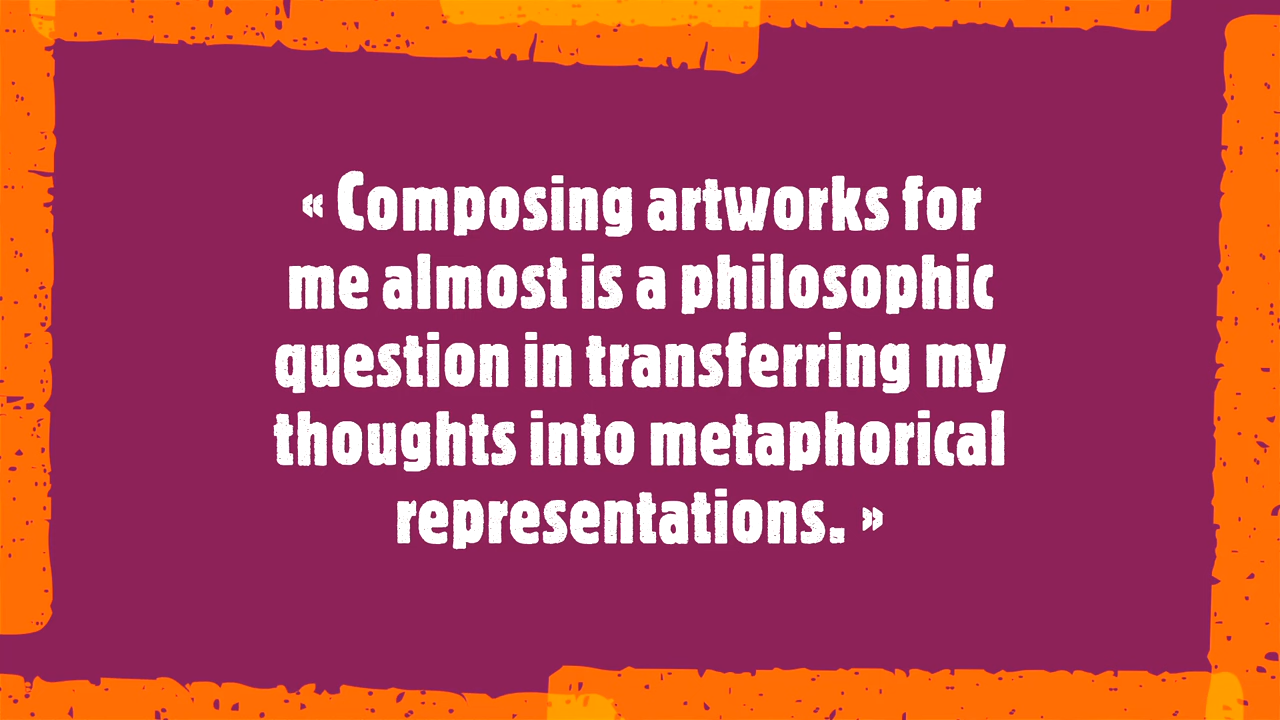 « Composing artworks for
me almost is a philosophic
question in transferring my
thoughts into metaphorical
representations. »